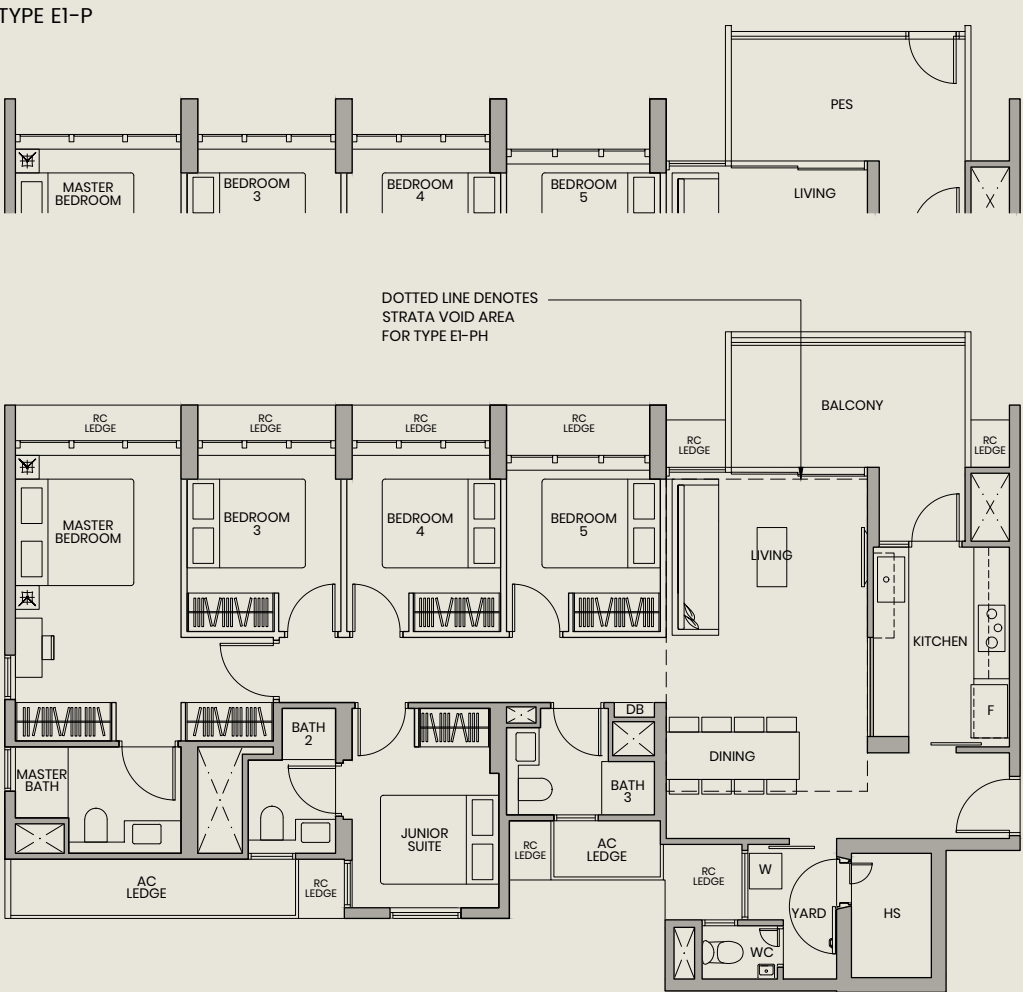 TYPE E1-P
PES
MASTER
BEDROOM
BEDROOM
3
BEDROOM
4
BEDROOM
5
LIVING
DOTTED LINE DENOTES
STRATA VOID AREA
FOR TYPE E1-PH
BALCONY
RC
LEDGE
RC
LEDGE
RC
LEDGE
RC
LEDGE
RC
LEDGE
RC
LEDGE
MASTER
BEDROOM
BEDROOM
3
BEDROOM
4
BEDROOM
5
LIVING
KITCHEN
F
DB
BATH
2
DINING
MASTER
BATH
BATH
3
JUNIOR
SUITE
RC
LEDGE
AC
LEDGE
AC
LEDGE
RC
LEDGE
RC
LEDGE
W
YARD
HS
WC